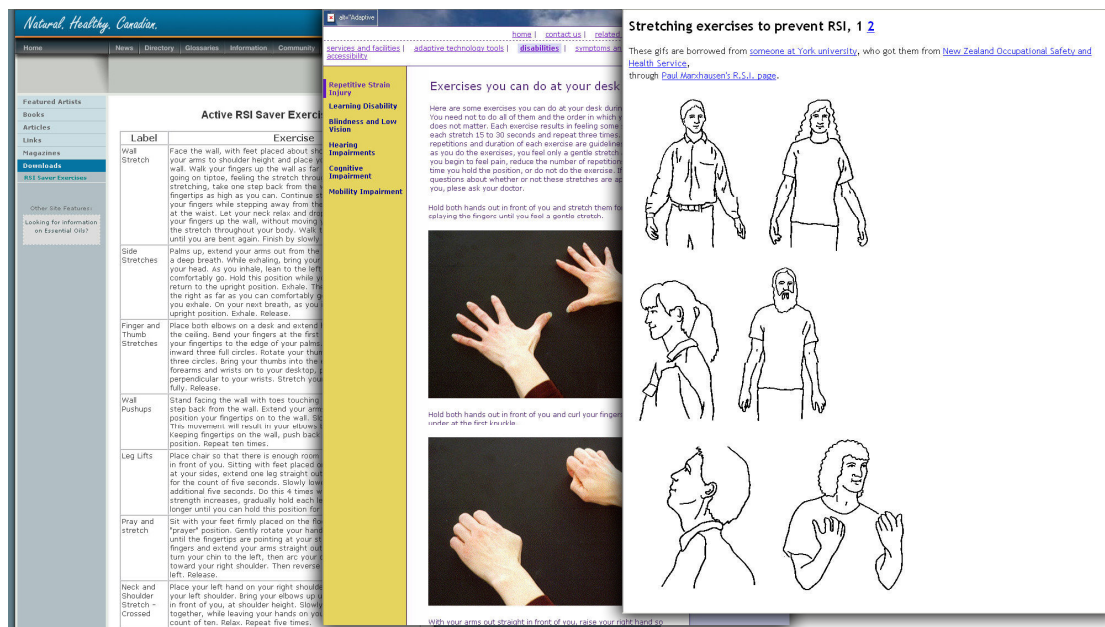 Natural. Healthy. Canadian.
Home
News | Directory | Glossaries | Information | Community
Featured Artists
Books
Articles
Links
Magazines
Downloads
RSI Saver Exercises
Other Site Features:
Looking for information
on Essential Oils?
Active RSI Saver Exerci
Label
Exercise
Wall
Stretch
Face the wall, with feet placed about sho
your arms to shoulder height and place y
wall. Walk your fingers up the wall as far
going on tiptoe, feeling the stretch throu
stretching, take one step back from the
fingertips as high as you can. Continue st
your fingers while stepping away from the
at the waist. Let your neck relax and drop
your fingers up the wall, without moving
the stretch throughout your body. Walk t
until you are bent again. Finish by slowly
Side
Stretches
Palms up, extend your arms out from the
a deep breath. While exhaling, bring your
your head. As you inhale, lean to the left
comfortably go. Hold this position while y
return to the upright position. Exhale. Th
the right as far as you can comfortably g
you exhale. On your next breath, as you
upright position. Exhale. Release.
Finger and
Thumb
Stretches
Place both elbows on a desk and extend
the ceiling. Bend your fingers at the first
your fingertips to the edge of your palms.
inward three full circles. Rotate your thum
three circles. Bring your thumbs into the
forearms and wrists on to your desktop, p
perpendicular to your wrists. Stretch your
fully. Release.
Wall
Pushups
Stand facing the wall with toes touching
step back from the wall. Extend your arm
position your fingertips on to the wall. Slo
This movement will result in your elbows
Keeping fingertips on the wall, push back
position. Repeat ten times.
Leg Lifts
Place chair so that there is enough room
in front of you. Sitting with feet placed o
at your sides, extend one leg straight out
for the count of five seconds. Slowly lowe
additional five seconds. Do this 4 times w
strength increases, gradually hold each le
longer until you can hold this position for
Pray and
stretch
Sit with your feet firmly placed on the flo
"prayer" position. Gently rotate your hand
until the fingertips are pointing at your st
fingers and extend your arms straight out
turn your chin to the left, then arc your
toward your right shoulder. Then reverse
left. Release.
Neck and
Shoulder
Stretch –
Crossed
Place your left hand on your right shoulde
your left shoulder. Bring your elbows up u
in front of you, at shoulder height. Slowly
together, while leaving your hands on you
count of ten. Relax. Repeat five times.
alt="Adaptive
home | contact us | related
services and facilities | adaptive technology tools | disabilities | symptoms an
accessibility
Repetitive Strain
Injury
Learning Disability
Blindness and Low
Vision
Hearing
Impairments
Cognitive
Impairment
Mobility Impairment
Exercises you can do at your desk
Here are some exercises you can do at your desk durin
You need not to do all of them and the order in which y
does not matter. Each exercise results in feeling some
each stretch 15 to 30 seconds and repeat three times.
repetitions and duration of each exercise are guideline
as you do the exercises, you feel only a gentle stretch
you begin to feel pain, reduce the number of repetition
time you hold the position, or do not do the exercise. If
questions about whether or not these stretches are ap
you, please ask your doctor.
Hold both hands out in front of you and stretch them fo
splaying the fingers until you feel a gentle stretch.
Hold both hands out in front of you and curl your fingers
under at the first knuckle
With your arms out straight in front of you, raise your right hand so
Stretching exercises to prevent RSI, 1 2
These gifs are borrowed from someone at York university, who got them from New Zealand Occupational Safety and
Health Service,
through Paul Marxhausen's R.S.I. page.